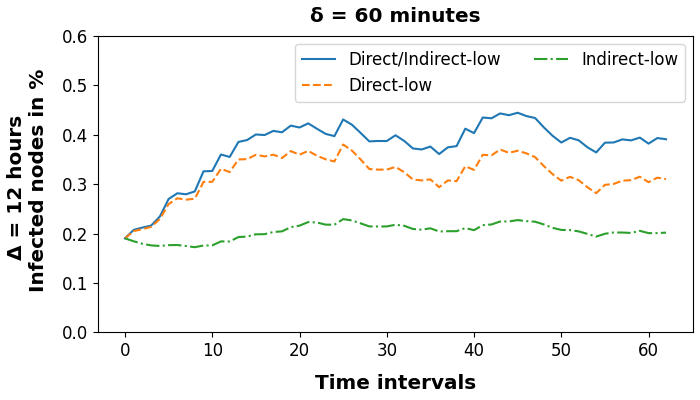 δ = 60 minutes
Δ = 12 hours
Infected nodes in %
0.6
0.5
0.4
0.3
0.2
0.1
0.0
Direct/Indirect-low
Direct-low
Indirect-low
0 10 20 30 40 50 60
Time intervals